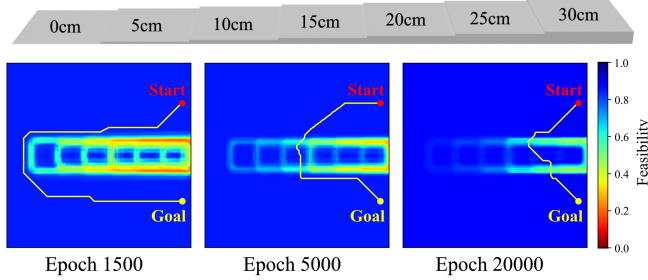 0cm 5cm 10cm 15cm 20cm 25cm 30cm
Start Start Start
Goal Goal Goal
1.0
0.8
0.6
0.4
0.2
0.0
Feasibility
Epoch 1500 Epoch 5000 Epoch 20000